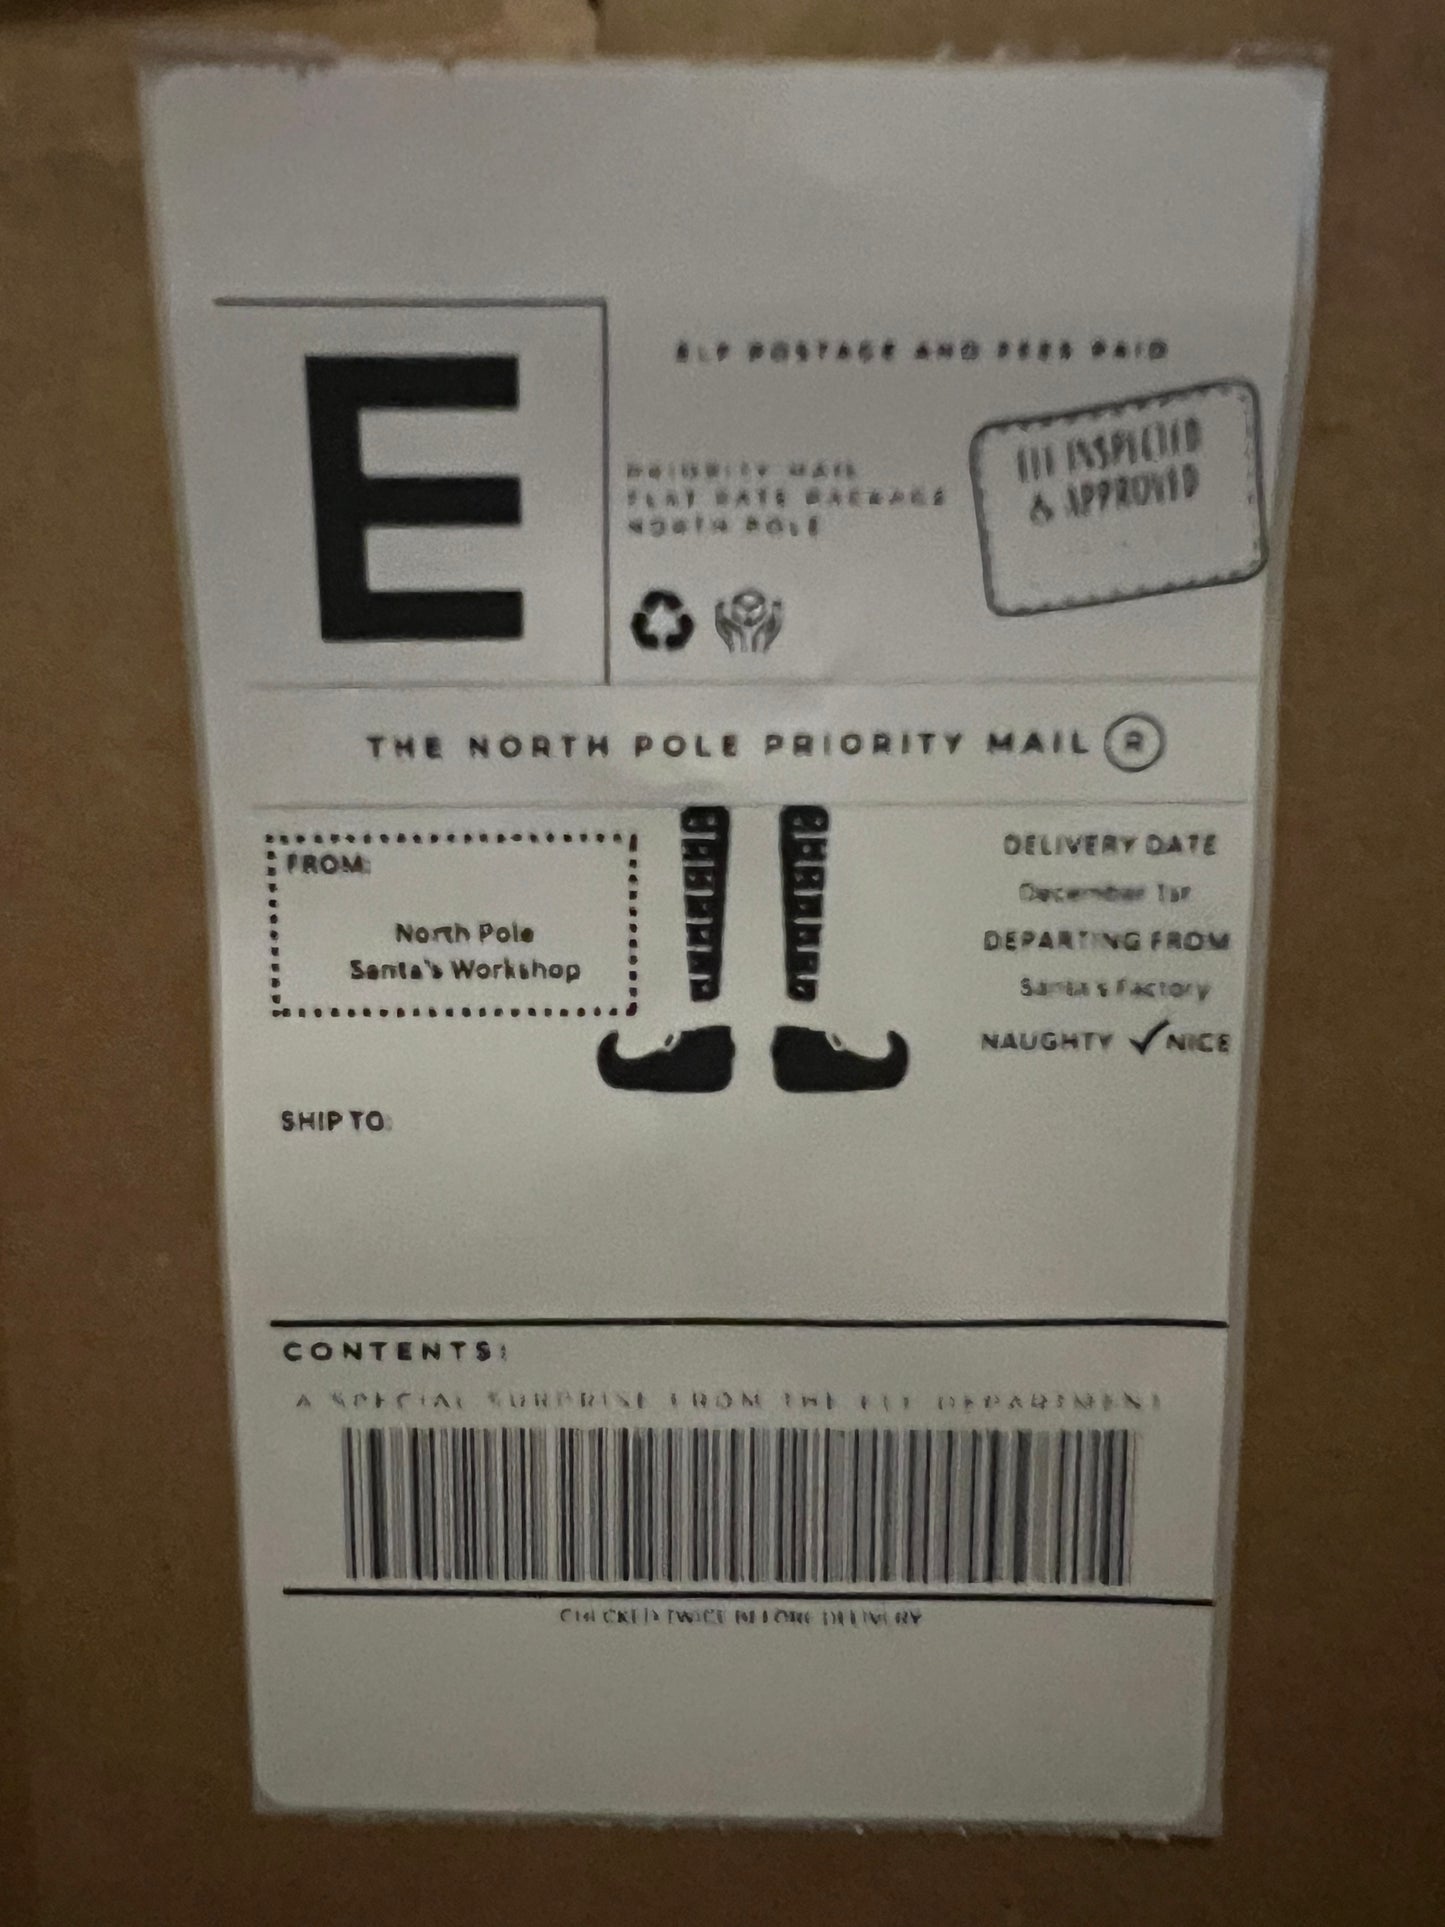 E
ELF POSTAGE AND FEES PAID
PRIORITY MAIL
FLAT RATE PACKAGE
NORTH POLE
ELF INSPECTED
& APPROVED
THE NORTH POLE PRIORITY MAIL ®
FROM:
North Pole
Santa's Workshop
DELIVERY DATE
December 1st
DEPARTING FROM
Santa's Factory
NAUGHTY ✓ NICE
SHIP TO:
CONTENTS:
A SPECIAL SURPRISE FROM THE ELF DEPARTMENT
CHECKED TWICE BEFORE DELIVERY